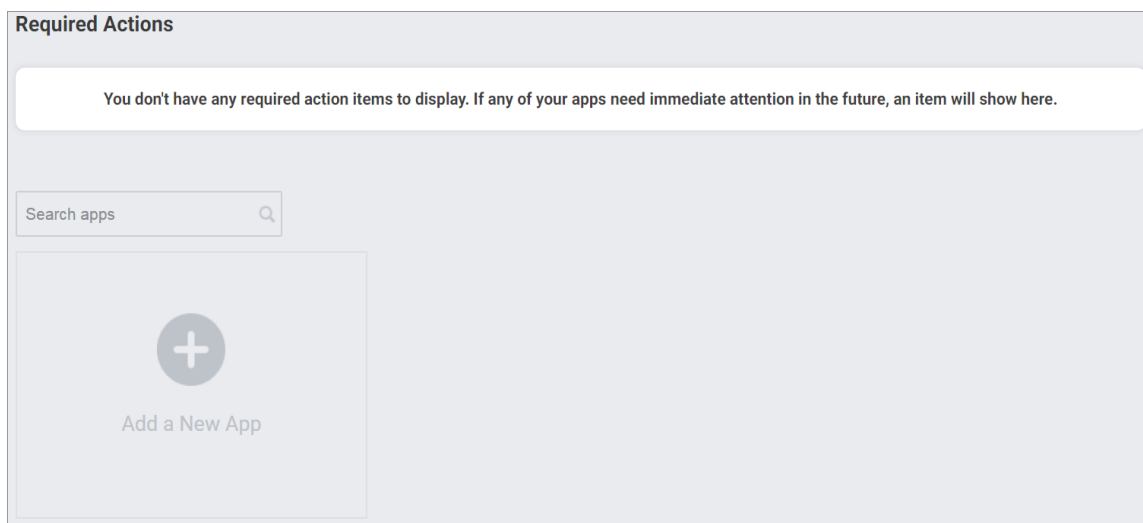 Required Actions
You don't have any required action items to display. If any of your apps need immediate attention in the future, an item will show here.
Search apps
Add a New App